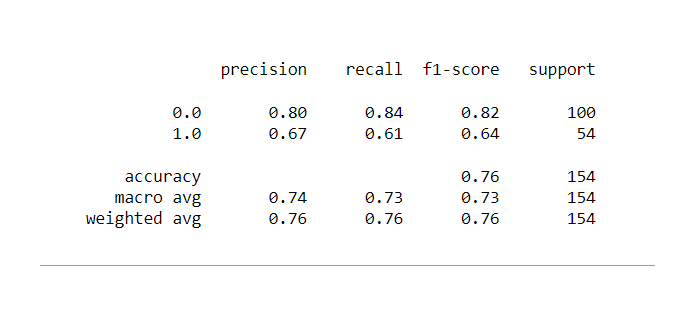 precision recall f1-score support
0.0 0.80 0.84 0.82 100
1.0 0.67 0.61 0.64 54
accuracy 0.76 154
macro avg 0.74 0.73 0.73 154
weighted avg 0.76 0.76 0.76 154